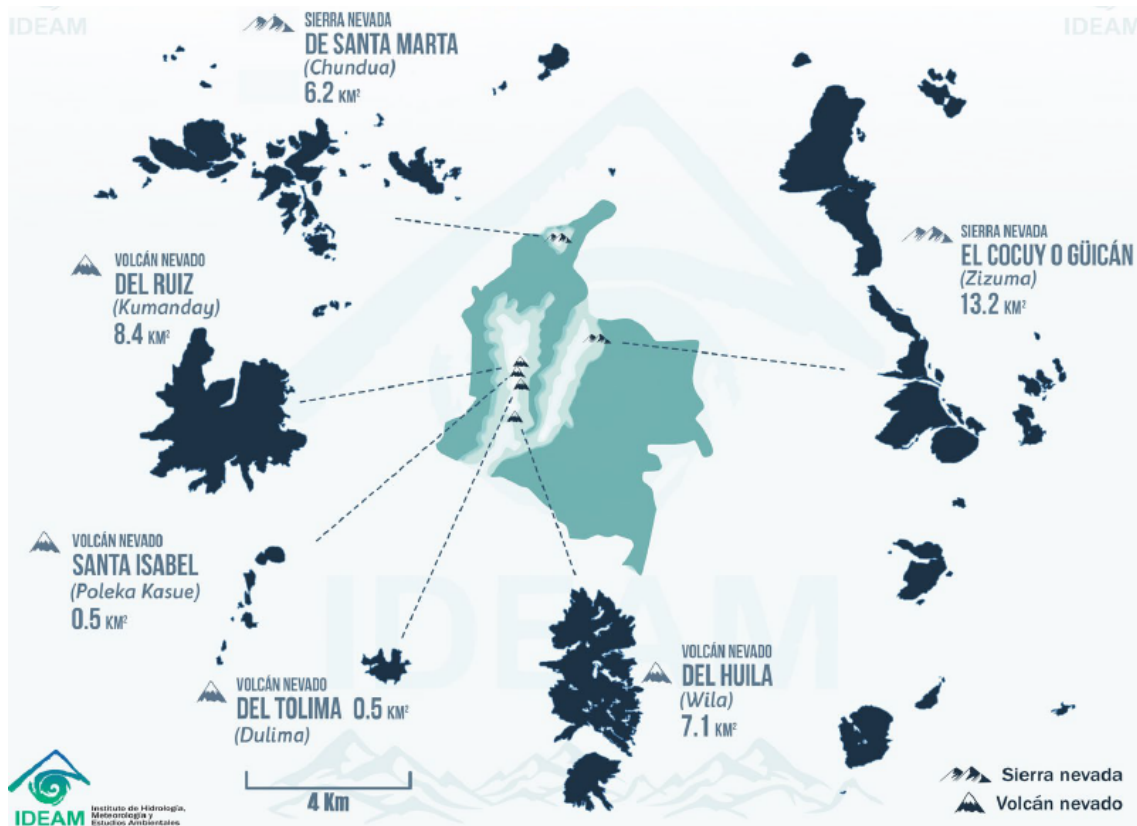 IDEAM
IDEAM
SIERRA NEVADA
DE SANTA MARTA
(Chundua)
6.2 KM²
VOLCÁN NEVADO
DEL RUIZ
(Kumanday)
8.4 KM²
SIERRA NEVADA
EL COCUY O GÜICÁN
(Zizuma)
13.2 KM²
VOLCÁN NEVADO
SANTA ISABEL
(Poleka Kasue)
0.5 KM²
IDEAM
VOLCÁN NEVADO
DEL TOLIMA 0.5 KM²
(Dulima)
VOLCÁN NEVADO
DEL HUILA
(Wila)
7.1 KM²
4 Km
Sierra nevada
Volcán nevado
IDEAM
Instituto de Hidrología,
Meteorología y
Estudios Ambientales